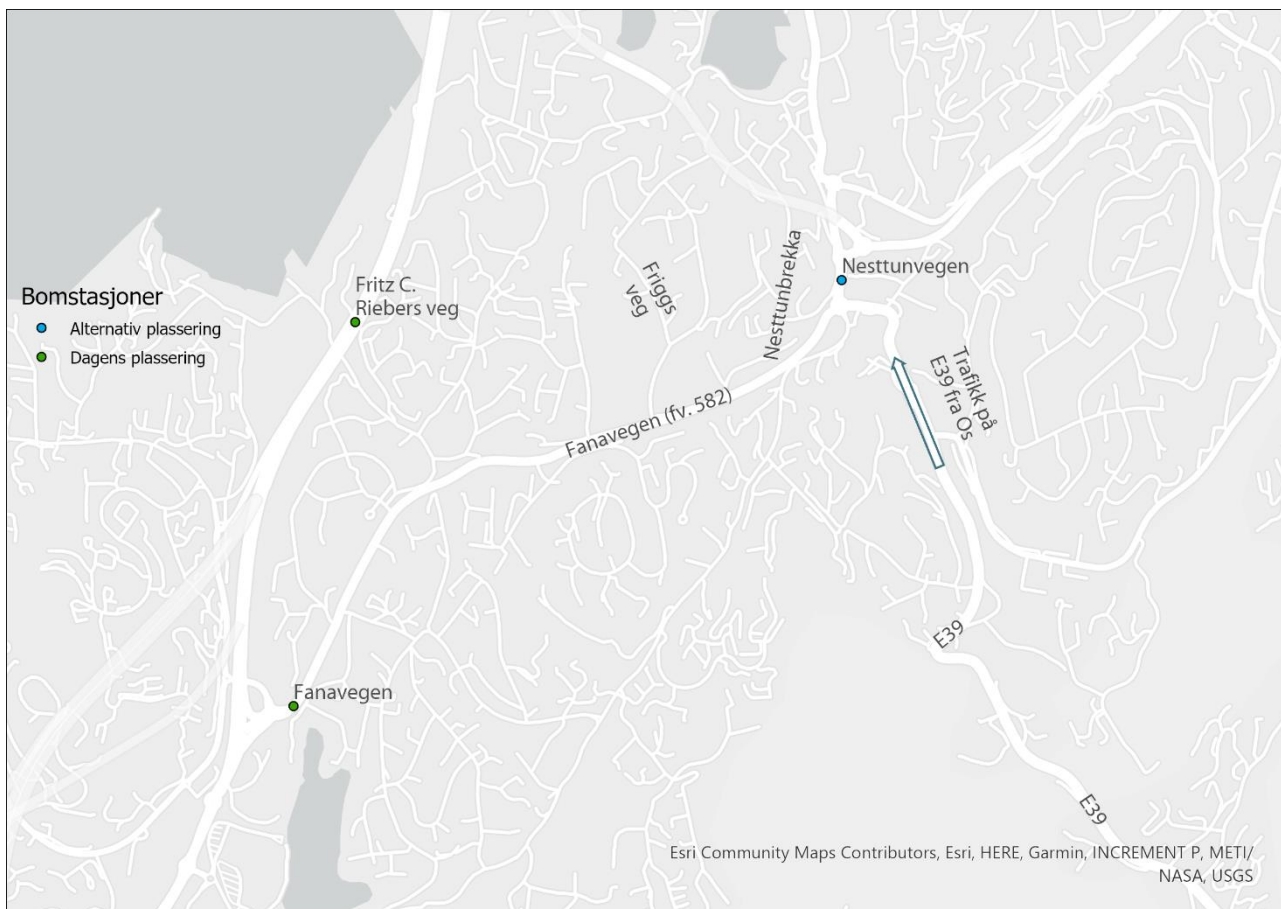 Bomstasjoner
Alternativ plassering
Dagens plassering
Fritz C.
Riebers veg
Friggs
veg
Nesttunbrekka
Nesttunvegen
Trafikk på
E39 fra Os
Fanavegen (fv. 582)
Fanavegen
E39
E39
Esri Community Maps Contributors, Esri, HERE, Garmin, INCREMENT P, METI/
NASA, USGS